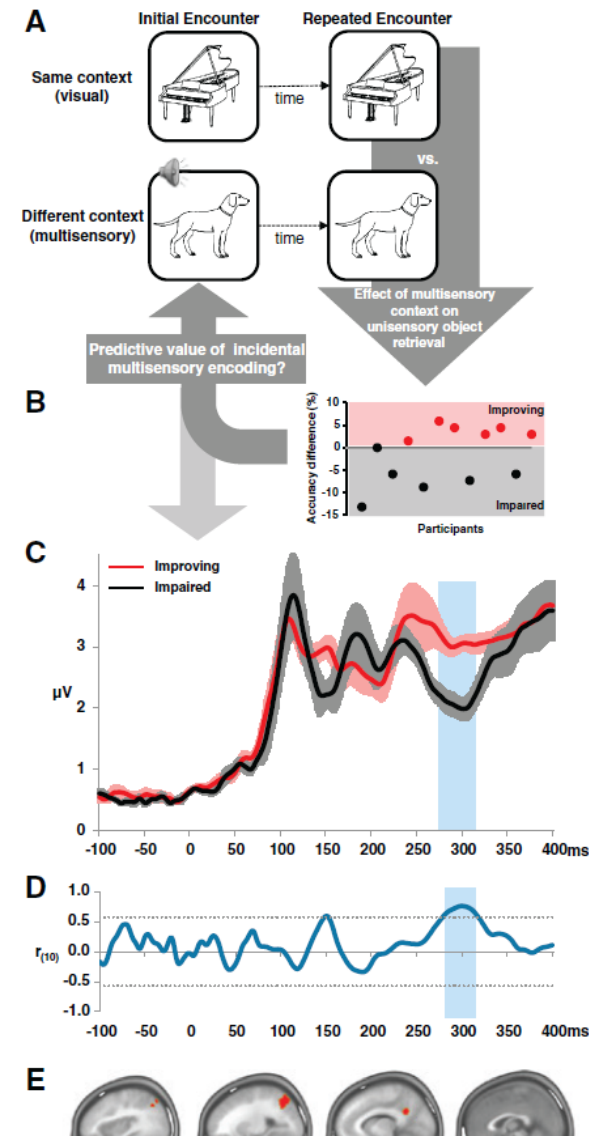 A
Initial Encounter
Repeated Encounter
Same context
(visual)
time
vs.
Different context
(multisensory)
time
Effect of multisensory
context on
unisensory object
retrieval
Predictive value of incidental
multisensory encoding?
B
Accuracy difference (%)
10
5
0
-5
-10
-15
Improving
Impaired
Participants
C
Improving
Impaired
µV
4
3
2
1
0
-100 -50 0 50 100 150 200 250 300 350 400ms
D
r(10)
1.0
0.5
0.0
-0.5
-1.0
-100 -50 0 50 100 150 200 250 300 350 400ms
E